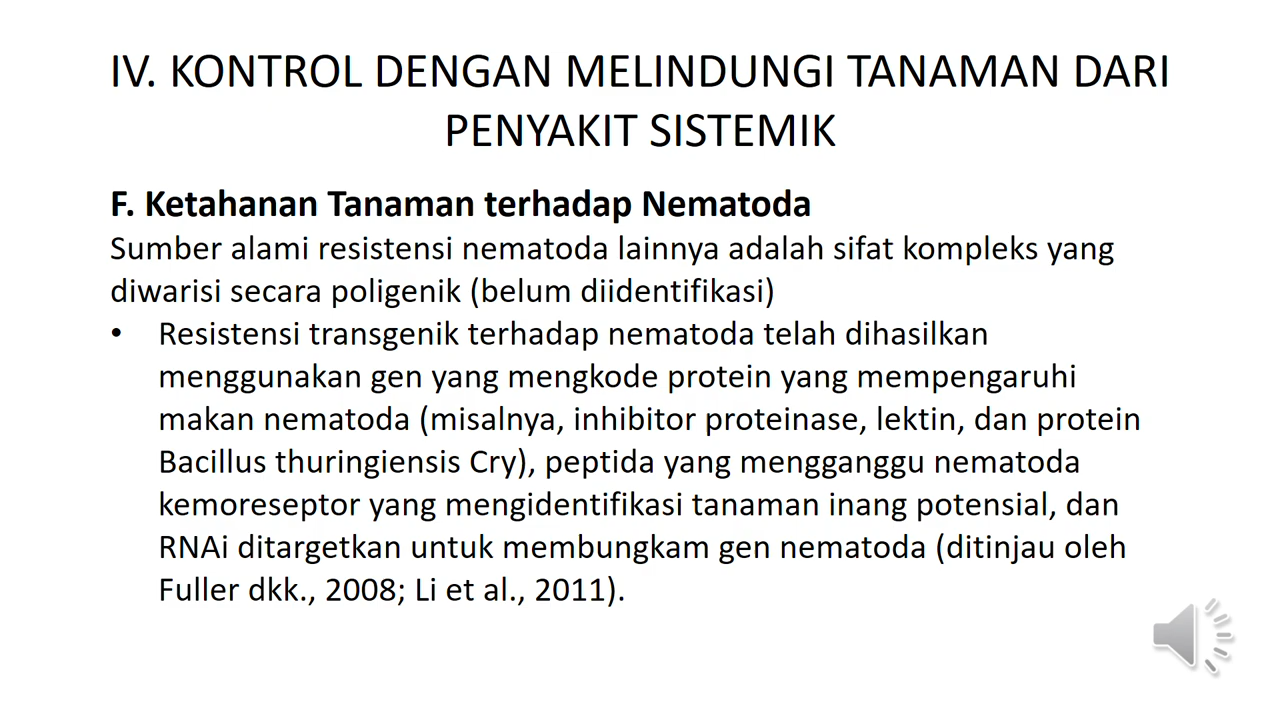 IV. KONTROL DENGAN MELINDUNGI TANAMAN DARI
PENYAKIT SISTEMIK
F. Ketahanan Tanaman terhadap Nematoda
Sumber alami resistensi nematoda lainnya adalah sifat kompleks yang
diwarisi secara poligenik (belum diidentifikasi)
• Resistensi transgenik terhadap nematoda telah dihasilkan
menggunakan gen yang mengkode protein yang mempengaruhi
makan nematoda (misalnya, inhibitor proteinase, lektin, dan protein
Bacillus thuringiensis Cry), peptida yang mengganggu nematoda
kemoreseptor yang mengidentifikasi tanaman inang potensial, dan
RNAi ditargetkan untuk membungkam gen nematoda (ditinjau oleh
Fuller dkk., 2008; Li et al., 2011).